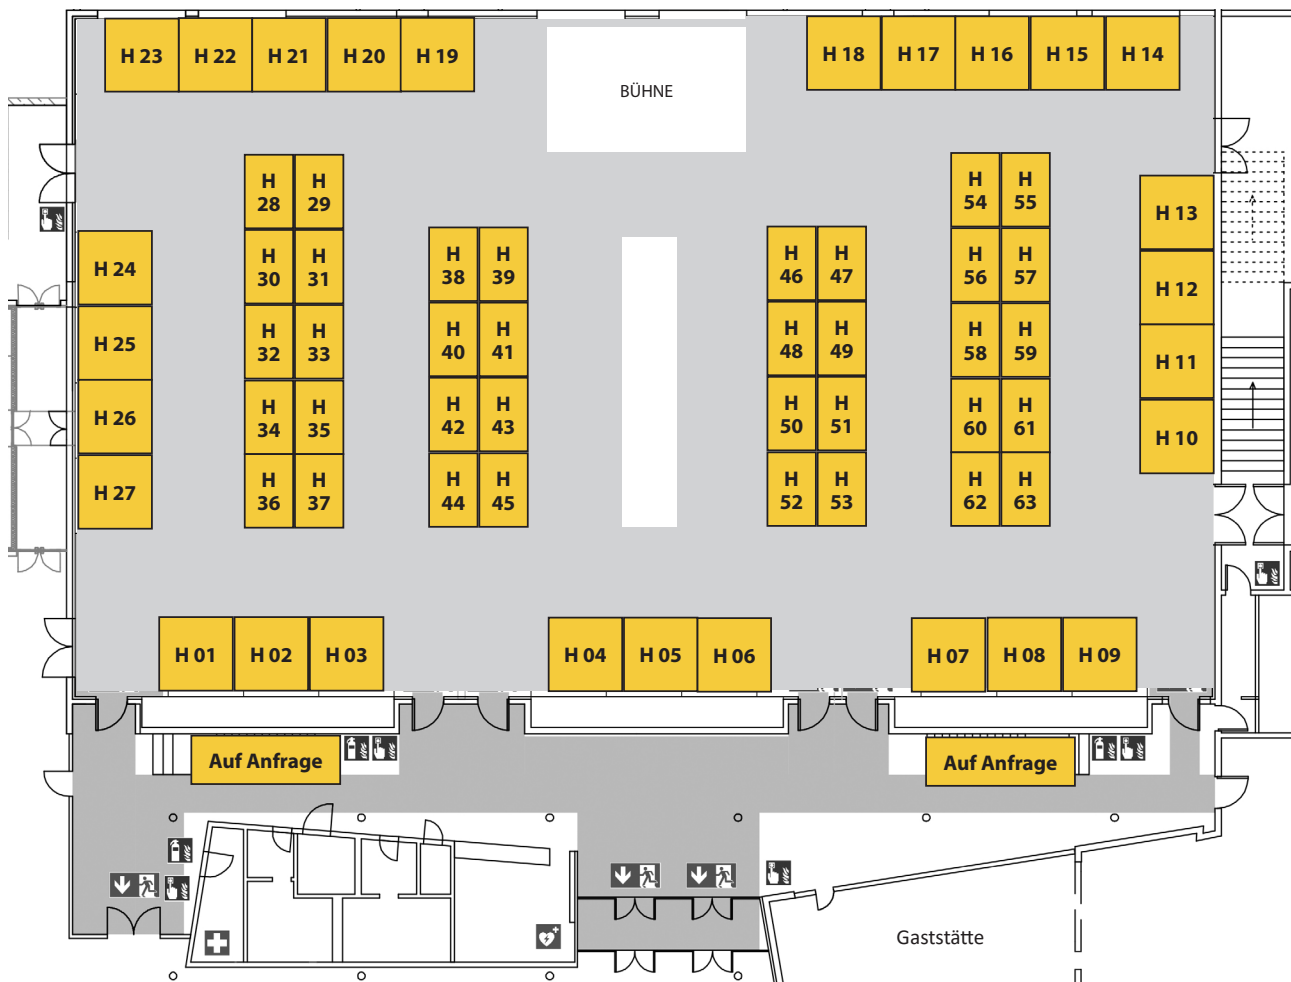 H 23 H 22 H 21 H 20 H 19
BÜHNE
H 18 H 17 H 16 H 15 H 14
H 28
H 29
H 30
H 31
H 32
H 33
H 34
H 35
H 36
H 37
H 24
H 25
H 26
H 27
H 38
H 39
H 40
H 41
H 42
H 43
H 44
H 45
H 46
H 47
H 48
H 49
H 50
H 51
H 52
H 53
H 54
H 55
H 56
H 57
H 58
H 59
H 60
H 61
H 62
H 63
H 13
H 12
H 11
H 10
H 01 H 02 H 03
H 04 H 05 H 06
H 07 H 08 H 09
Auf Anfrage
Auf Anfrage
Gaststätte